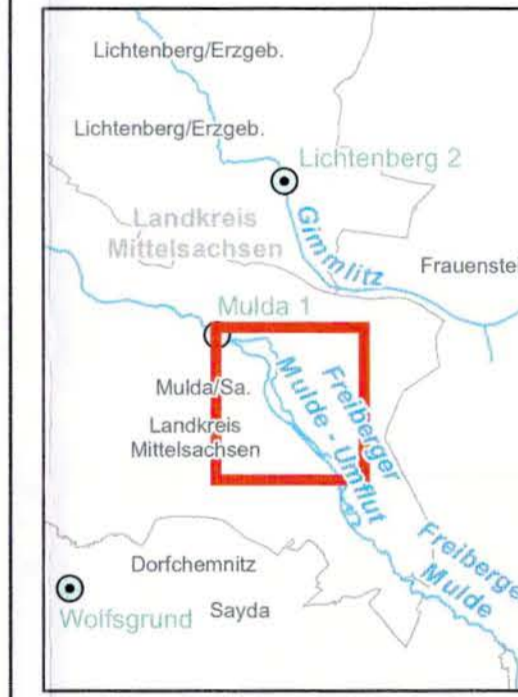 Lichtenberg/Erzgeb.
Lichtenberg/Erzgeb.
Lichtenberg 2
Landkreis
Mittelsachsen
Gimmlitz
Frauenste
Mulda 1
Mulda/Sa.
Landkreis
Mittelsachsen
Freiberger
Mulde - Umflut
Freiberge
Mulde
Dorfchemnitz
Wolfsgrund
Sayda